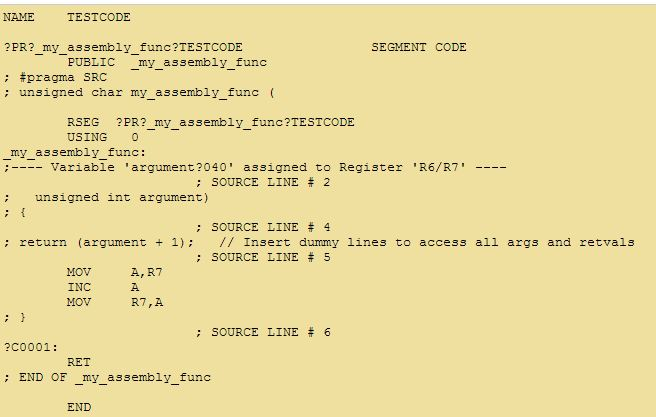 NAME    TESTCODE
?PR?_my_assembly_func?TESTCODE                SEGMENT CODE
        PUBLIC  _my_assembly_func
; #pragma SRC
; unsigned char my_assembly_func (
        RSEG  ?PR?_my_assembly_func?TESTCODE
        USING   0
_my_assembly_func:
;---- Variable 'argument?040' assigned to Register 'R6/R7' ----
                        ; SOURCE LINE # 2
;   unsigned int argument)
; {
                        ; SOURCE LINE # 4
; return (argument + 1);   // Insert dummy lines to access all args and retvals
                        ; SOURCE LINE # 5
        MOV     A,R7
        INC     A
        MOV     R7,A
; }
                        ; SOURCE LINE # 6
?C0001:
        RET
; END OF _my_assembly_func
        END